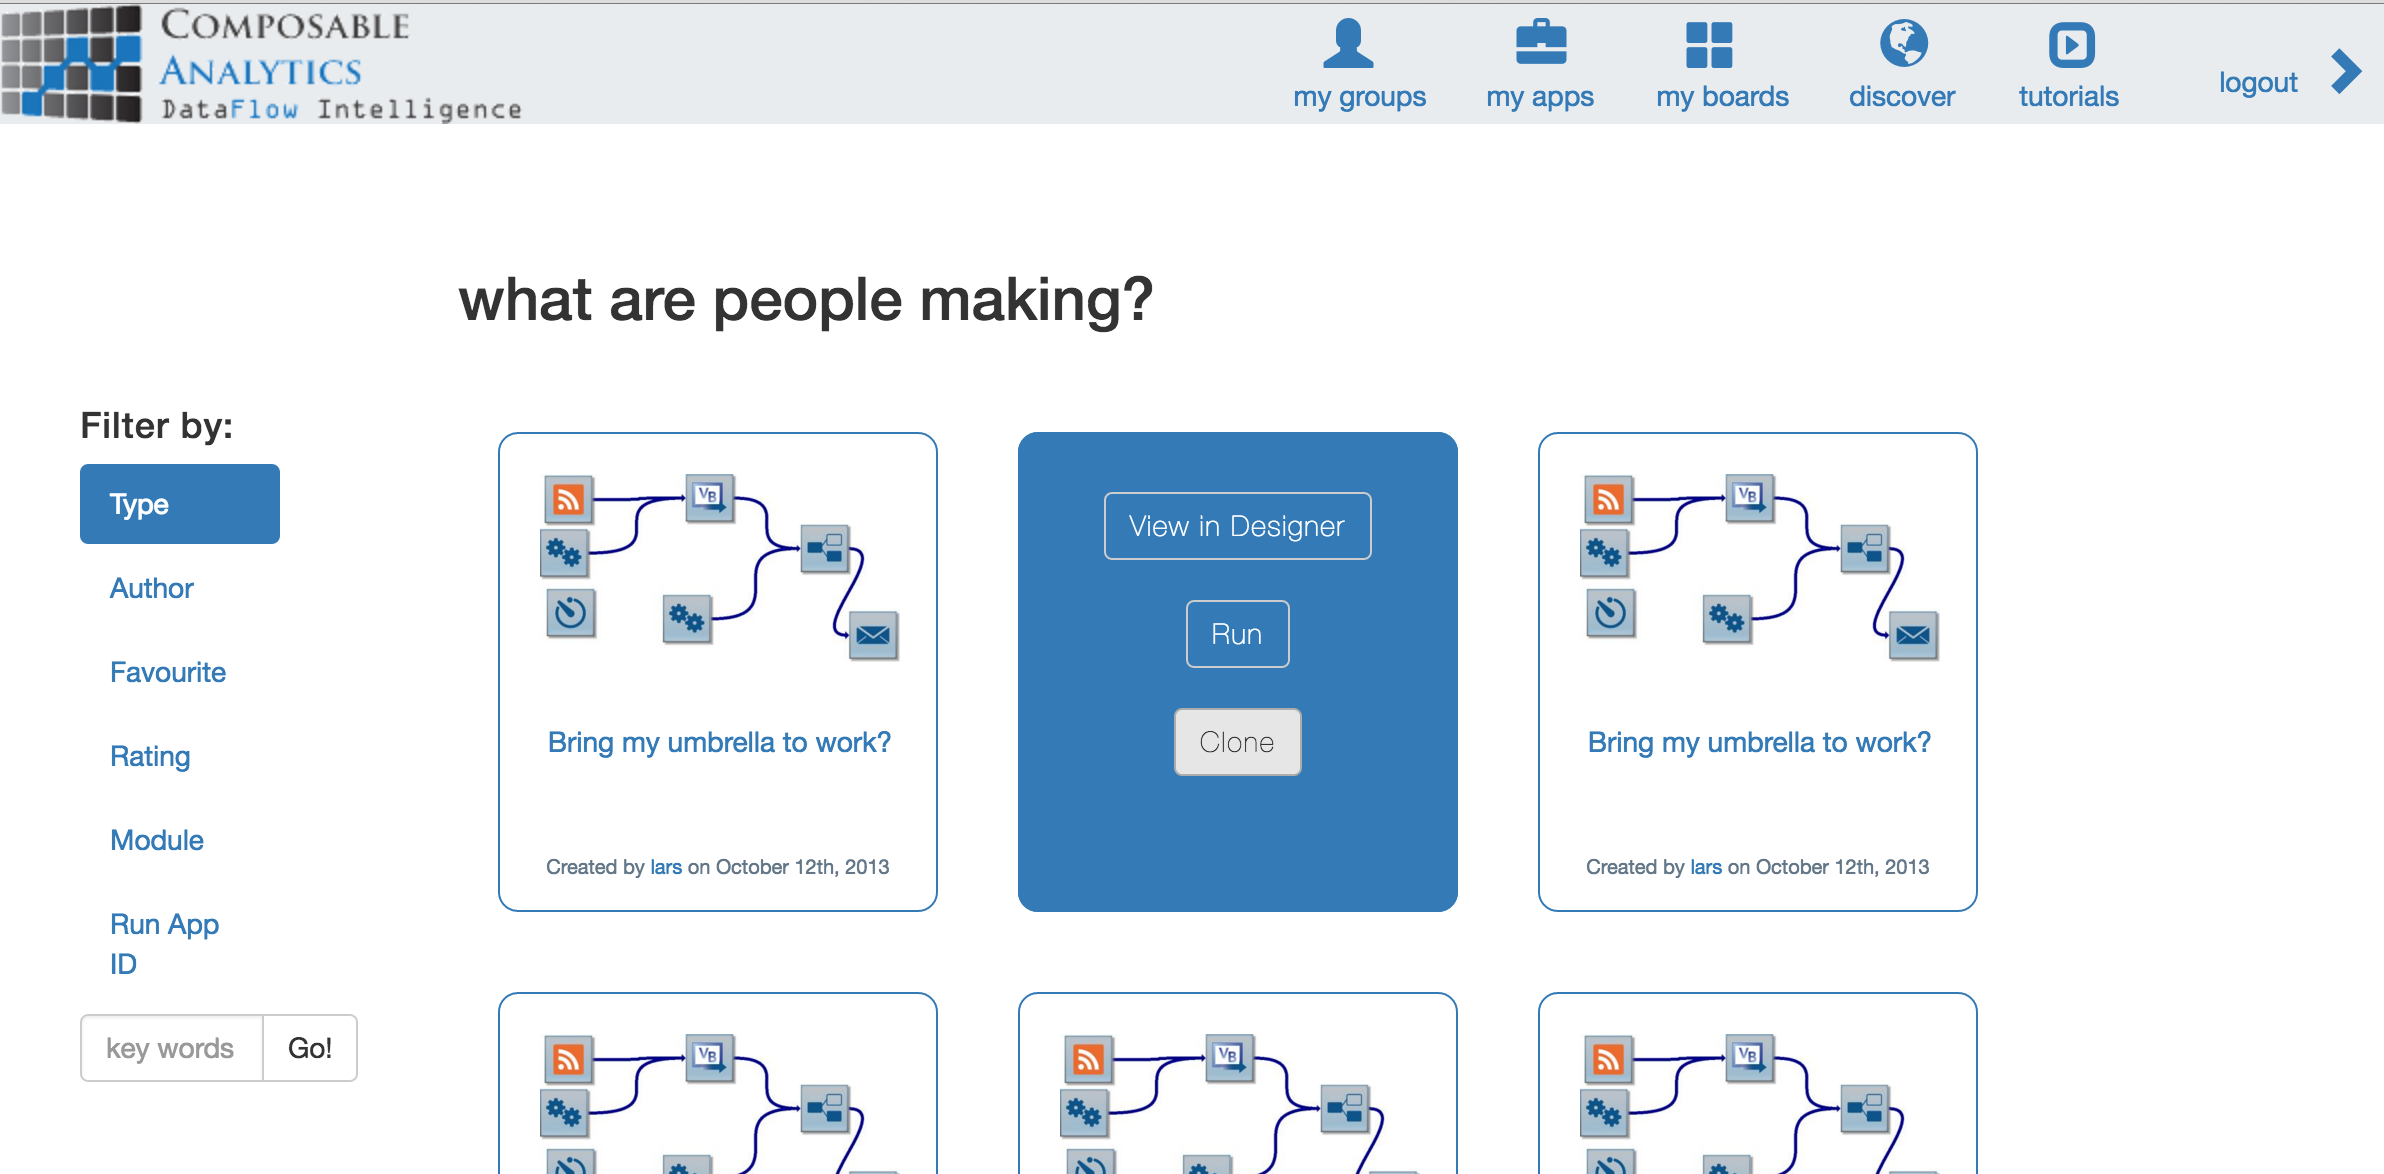 COMPOSABLE
ANALYTICS
DataFlow Intelligence
my groups
my apps
my boards
discover
tutorials
logout
what are people making?
Filter by:
Type
Author
Favourite
Rating
Module
Run App
ID
key words
Go!
VB
Bring my umbrella to work?
Created by lars on October 12th, 2013
View in Designer
Run
Clone
VB
Bring my umbrella to work?
Created by lars on October 12th, 2013
VB
VB
VB